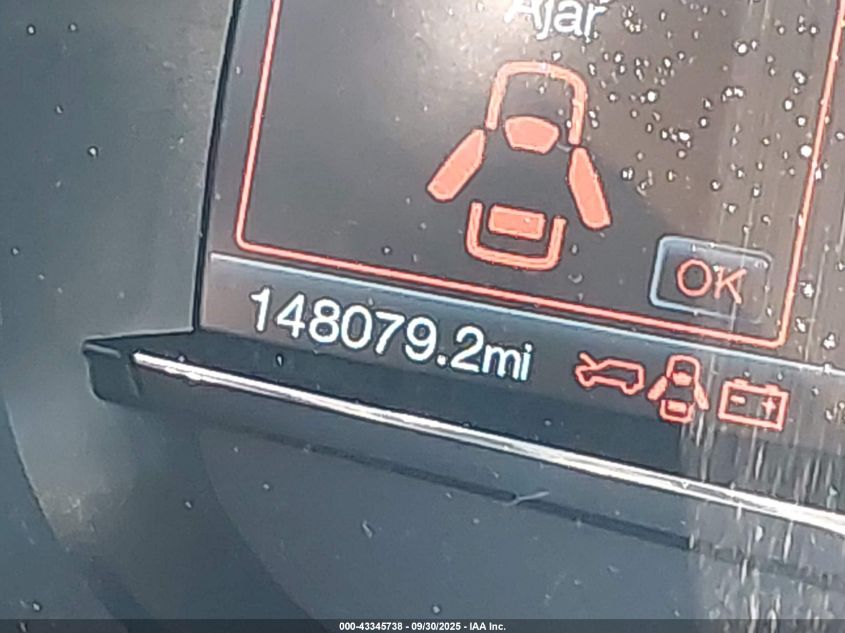 Ajar
OK
148079.2mi
000-43345738 - 09/30/2025 - IAA Inc.